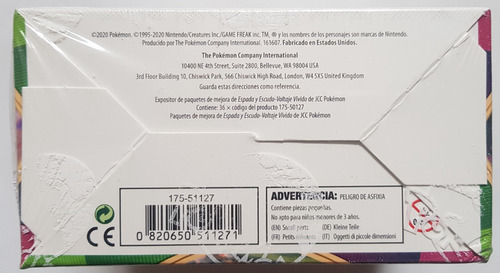 ©2020 Pokémon. ©1995-2020 Nintendo/Creatures Inc./GAME FREAK inc. TM, ® y los nombres de los personajes son marcas de Nintendo.
Producido por The Pokémon Company International. 161607. Fabricado en Estados Unidos.
The Pokémon Company International
10400 NE 4th Street, Suite 2800, Bellevue, WA 98004 USA
3rd Floor Building 10, Chiswick Park, 566 Chiswick High Road, London, W4 5XS United Kingdom
Guarda estas direcciones como referencia.
Expositor de paquetes de mejora de Espada y Escudo-Voltaje Vívido de JCC Pokémon
Contiene: 36 × código del producto 175-50127
Paquetes de mejora de Espada y Escudo-Voltaje Vívido de JCC Pokémon
175-51127
0 820650 511271
ADVERTENCIA: PELIGRO DE ASFIXIA
Contiene piezas pequeñas.
No apto para niños menores de 3 años.
(EN) Small parts (DE) Kleine Teile
(FR) Petits éléments (IT) Oggetti di piccole dimensioni